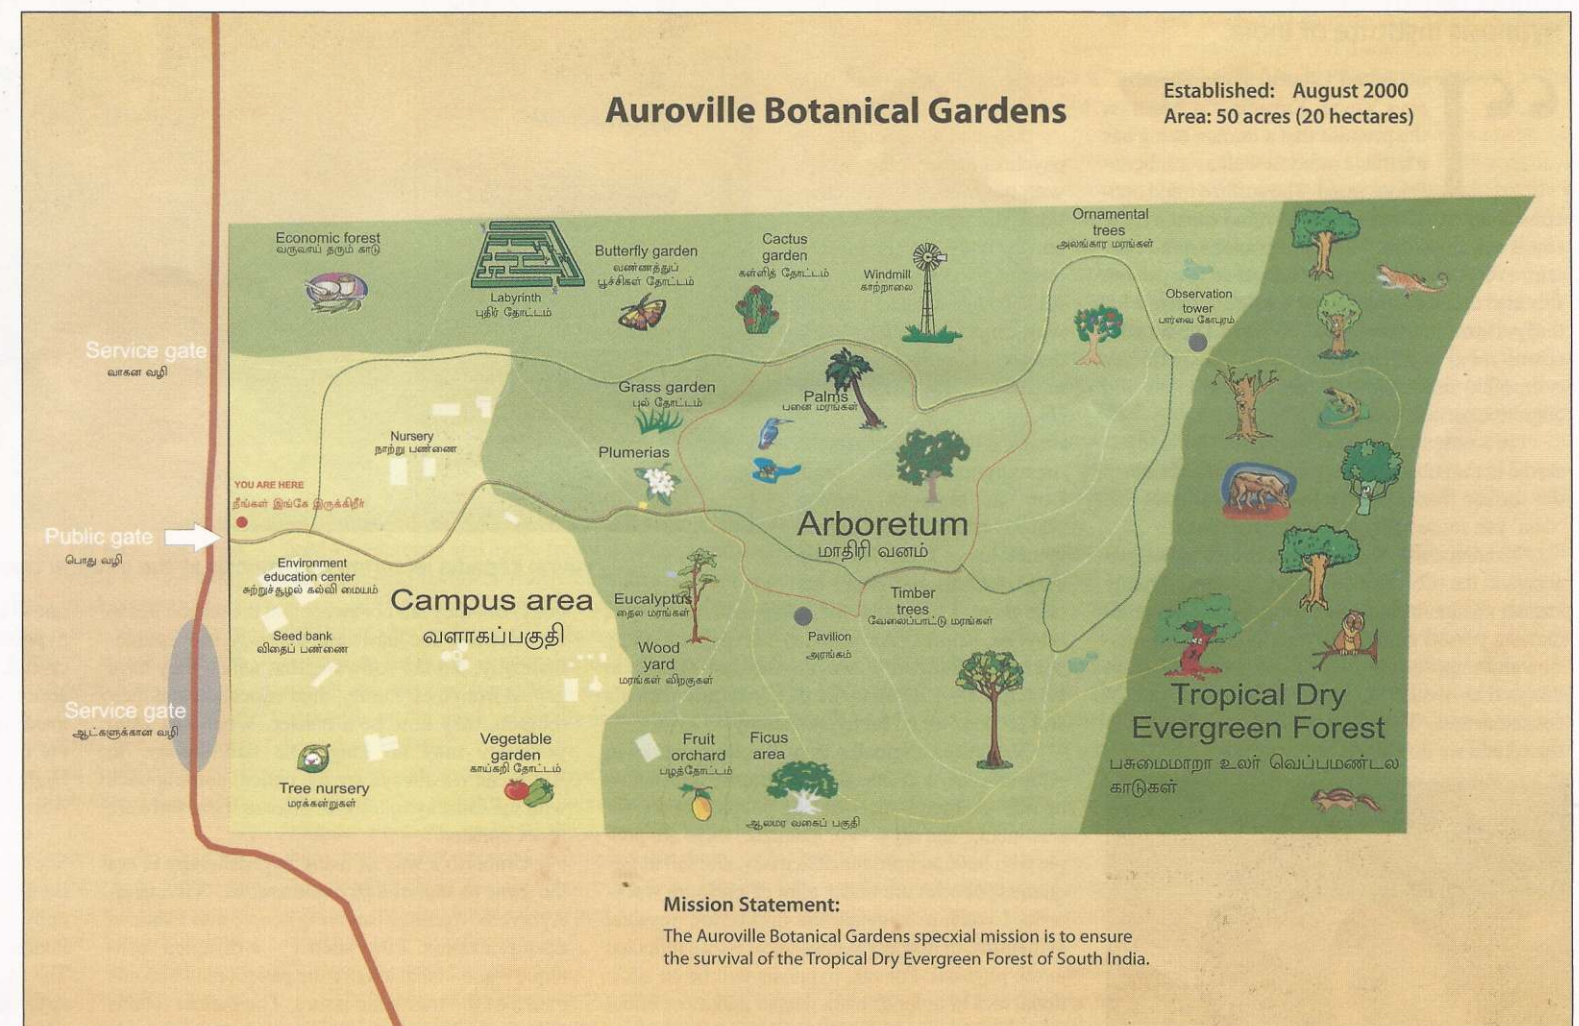 Auroville Botanical Gardens
Established: August 2000
Area: 50 acres (20 hectares)
Economic forest
வருவாய் தரும் காடு
Labyrinth
புதிர் தோட்டம்
Butterfly garden
வண்ணத்துப்
பூச்சிகள் தோட்டம்
Cactus
garden
கள்ளித் தோட்டம்
Windmill
காற்றாலை
Ornamental
trees
அலங்கார மரங்கள்
Observation
tower
பார்வை கோபுரம்
Service gate
வாகன வழி
Grass garden
புல் தோட்டம்
Palms
பனை மரங்கள்
Nursery
நாற்று பண்ணை
Plumerias
YOU ARE HERE
நீங்கள் இங்கே இருக்கிறீர்
Public gate
பொது வழி
Arboretum
மாதிரி வனம்
Environment
education center
சுற்றுச்சூழல் கல்வி மையம்
Campus area
வளாகப்பகுதி
Eucalyptus
தைல மரங்கள்
Timber
trees
வேலைப்பாட்டு மரங்கள்
Seed bank
விதைப் பண்ணை
Wood
yard
மரங்கள் விறகுகள்
Pavilion
அரங்கம்
Service gate
ஆட்களுக்கான வழி
Tropical Dry
Evergreen Forest
பசுமைமாறா உலர் வெப்பமண்டல
காடுகள்
Vegetable
garden
காய்கறி தோட்டம்
Fruit
orchard
பழத்தோட்டம்
Ficus
area
ஆலமர வகைப் பகுதி
Tree nursery
மரக்கன்றுகள்
Mission Statement:
The Auroville Botanical Gardens specxial mission is to ensure
the survival of the Tropical Dry Evergreen Forest of South India.